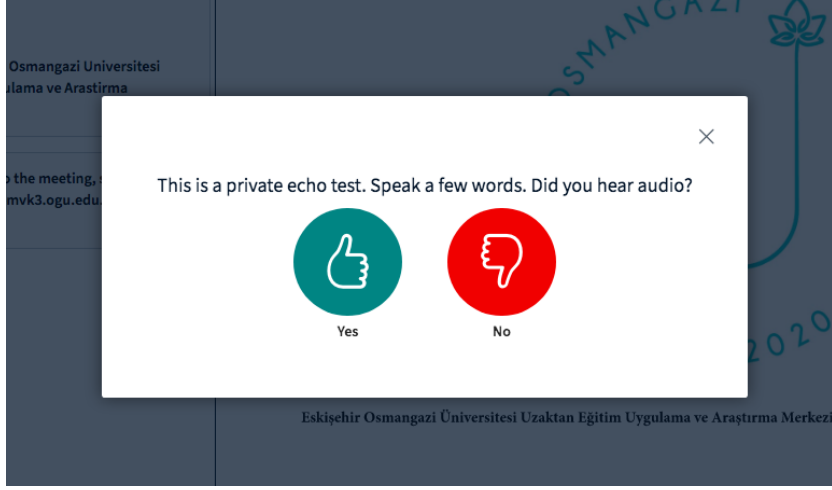 OSMANGAZİ
Osmangazi Universitesi
ulama ve Arastirma
the meeting,
mvk3.ogu.edu.
This is a private echo test. Speak a few words. Did you hear audio?
Yes
No
2020
Eskişehir Osmangazi Üniversitesi Uzaktan Eğitim Uygulama ve Araştırma Merkezi